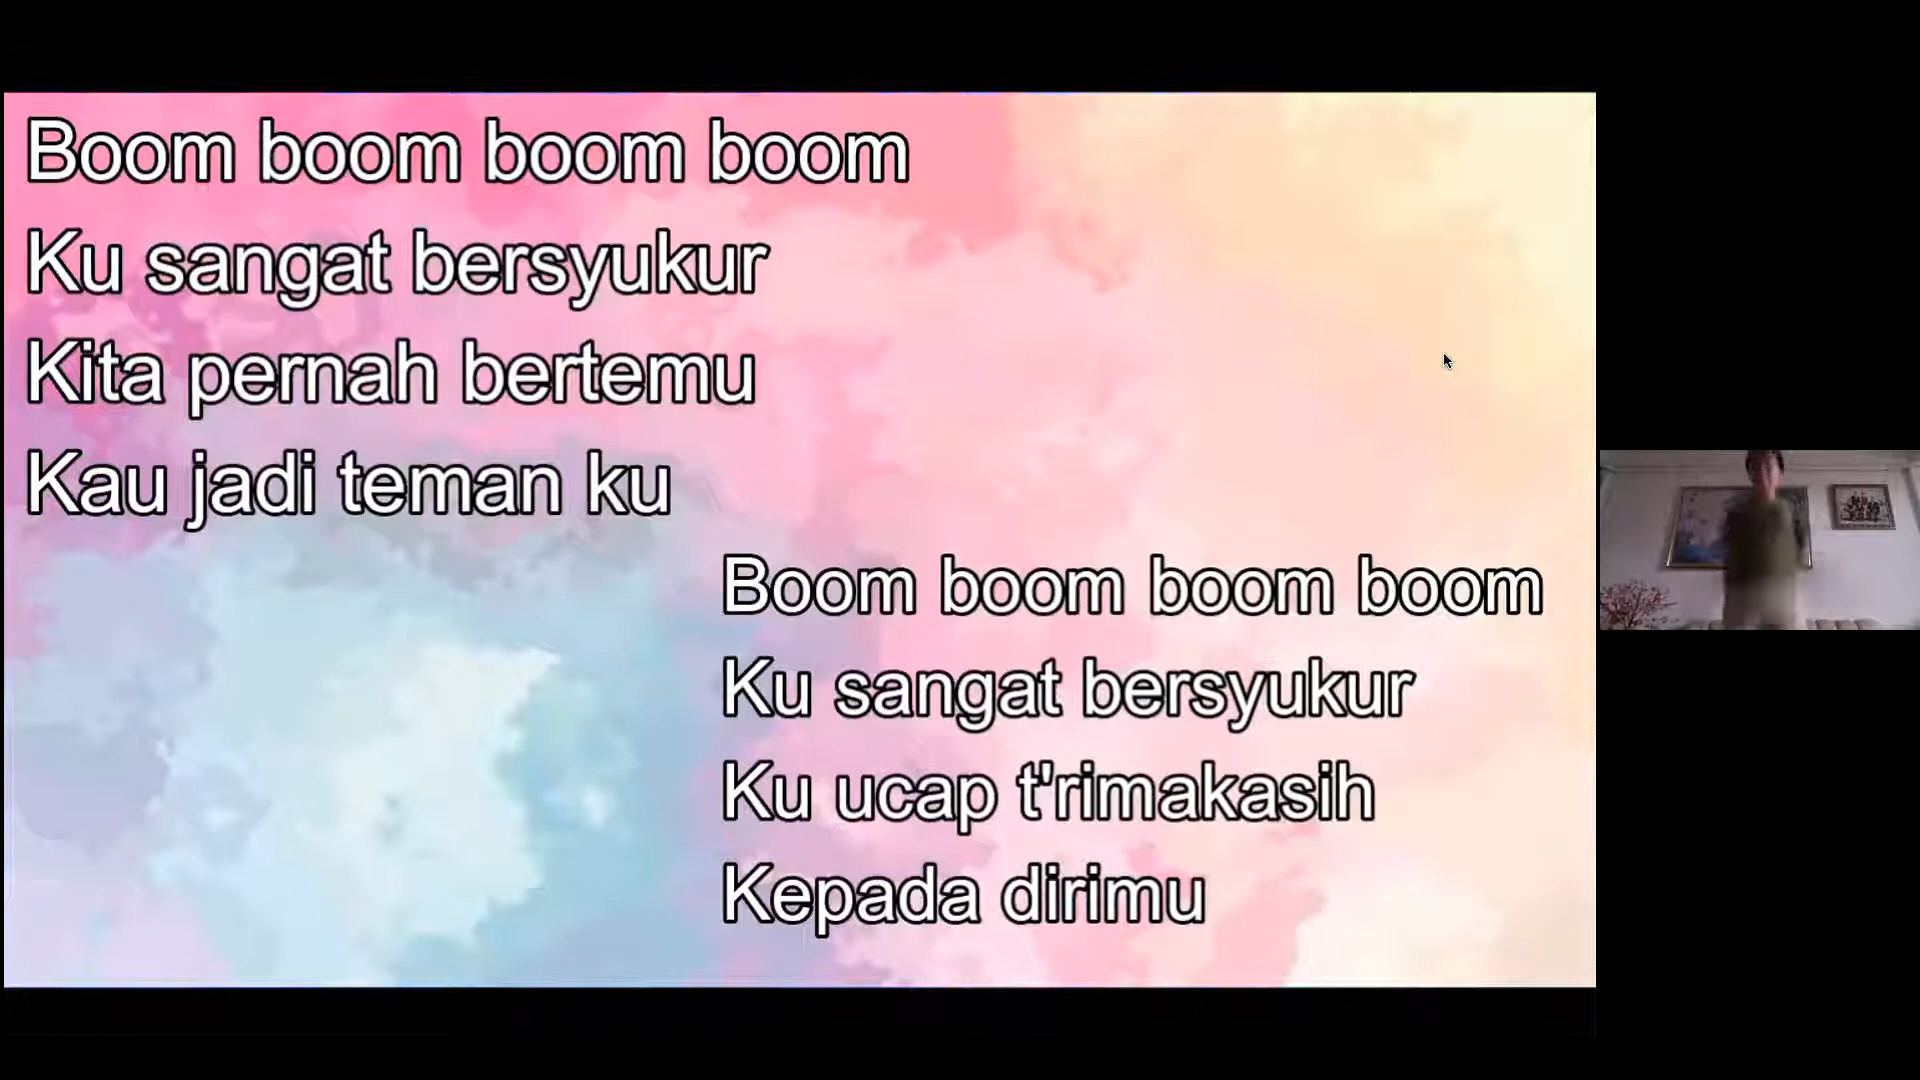 Boom boom boom boom
Ku sangat bersyukur
Kita pernah bertemu
Kau jadi teman ku
Boom boom boom boom
Ku sangat bersyukur
Ku ucap t'rimakasih
Kepada dirimu